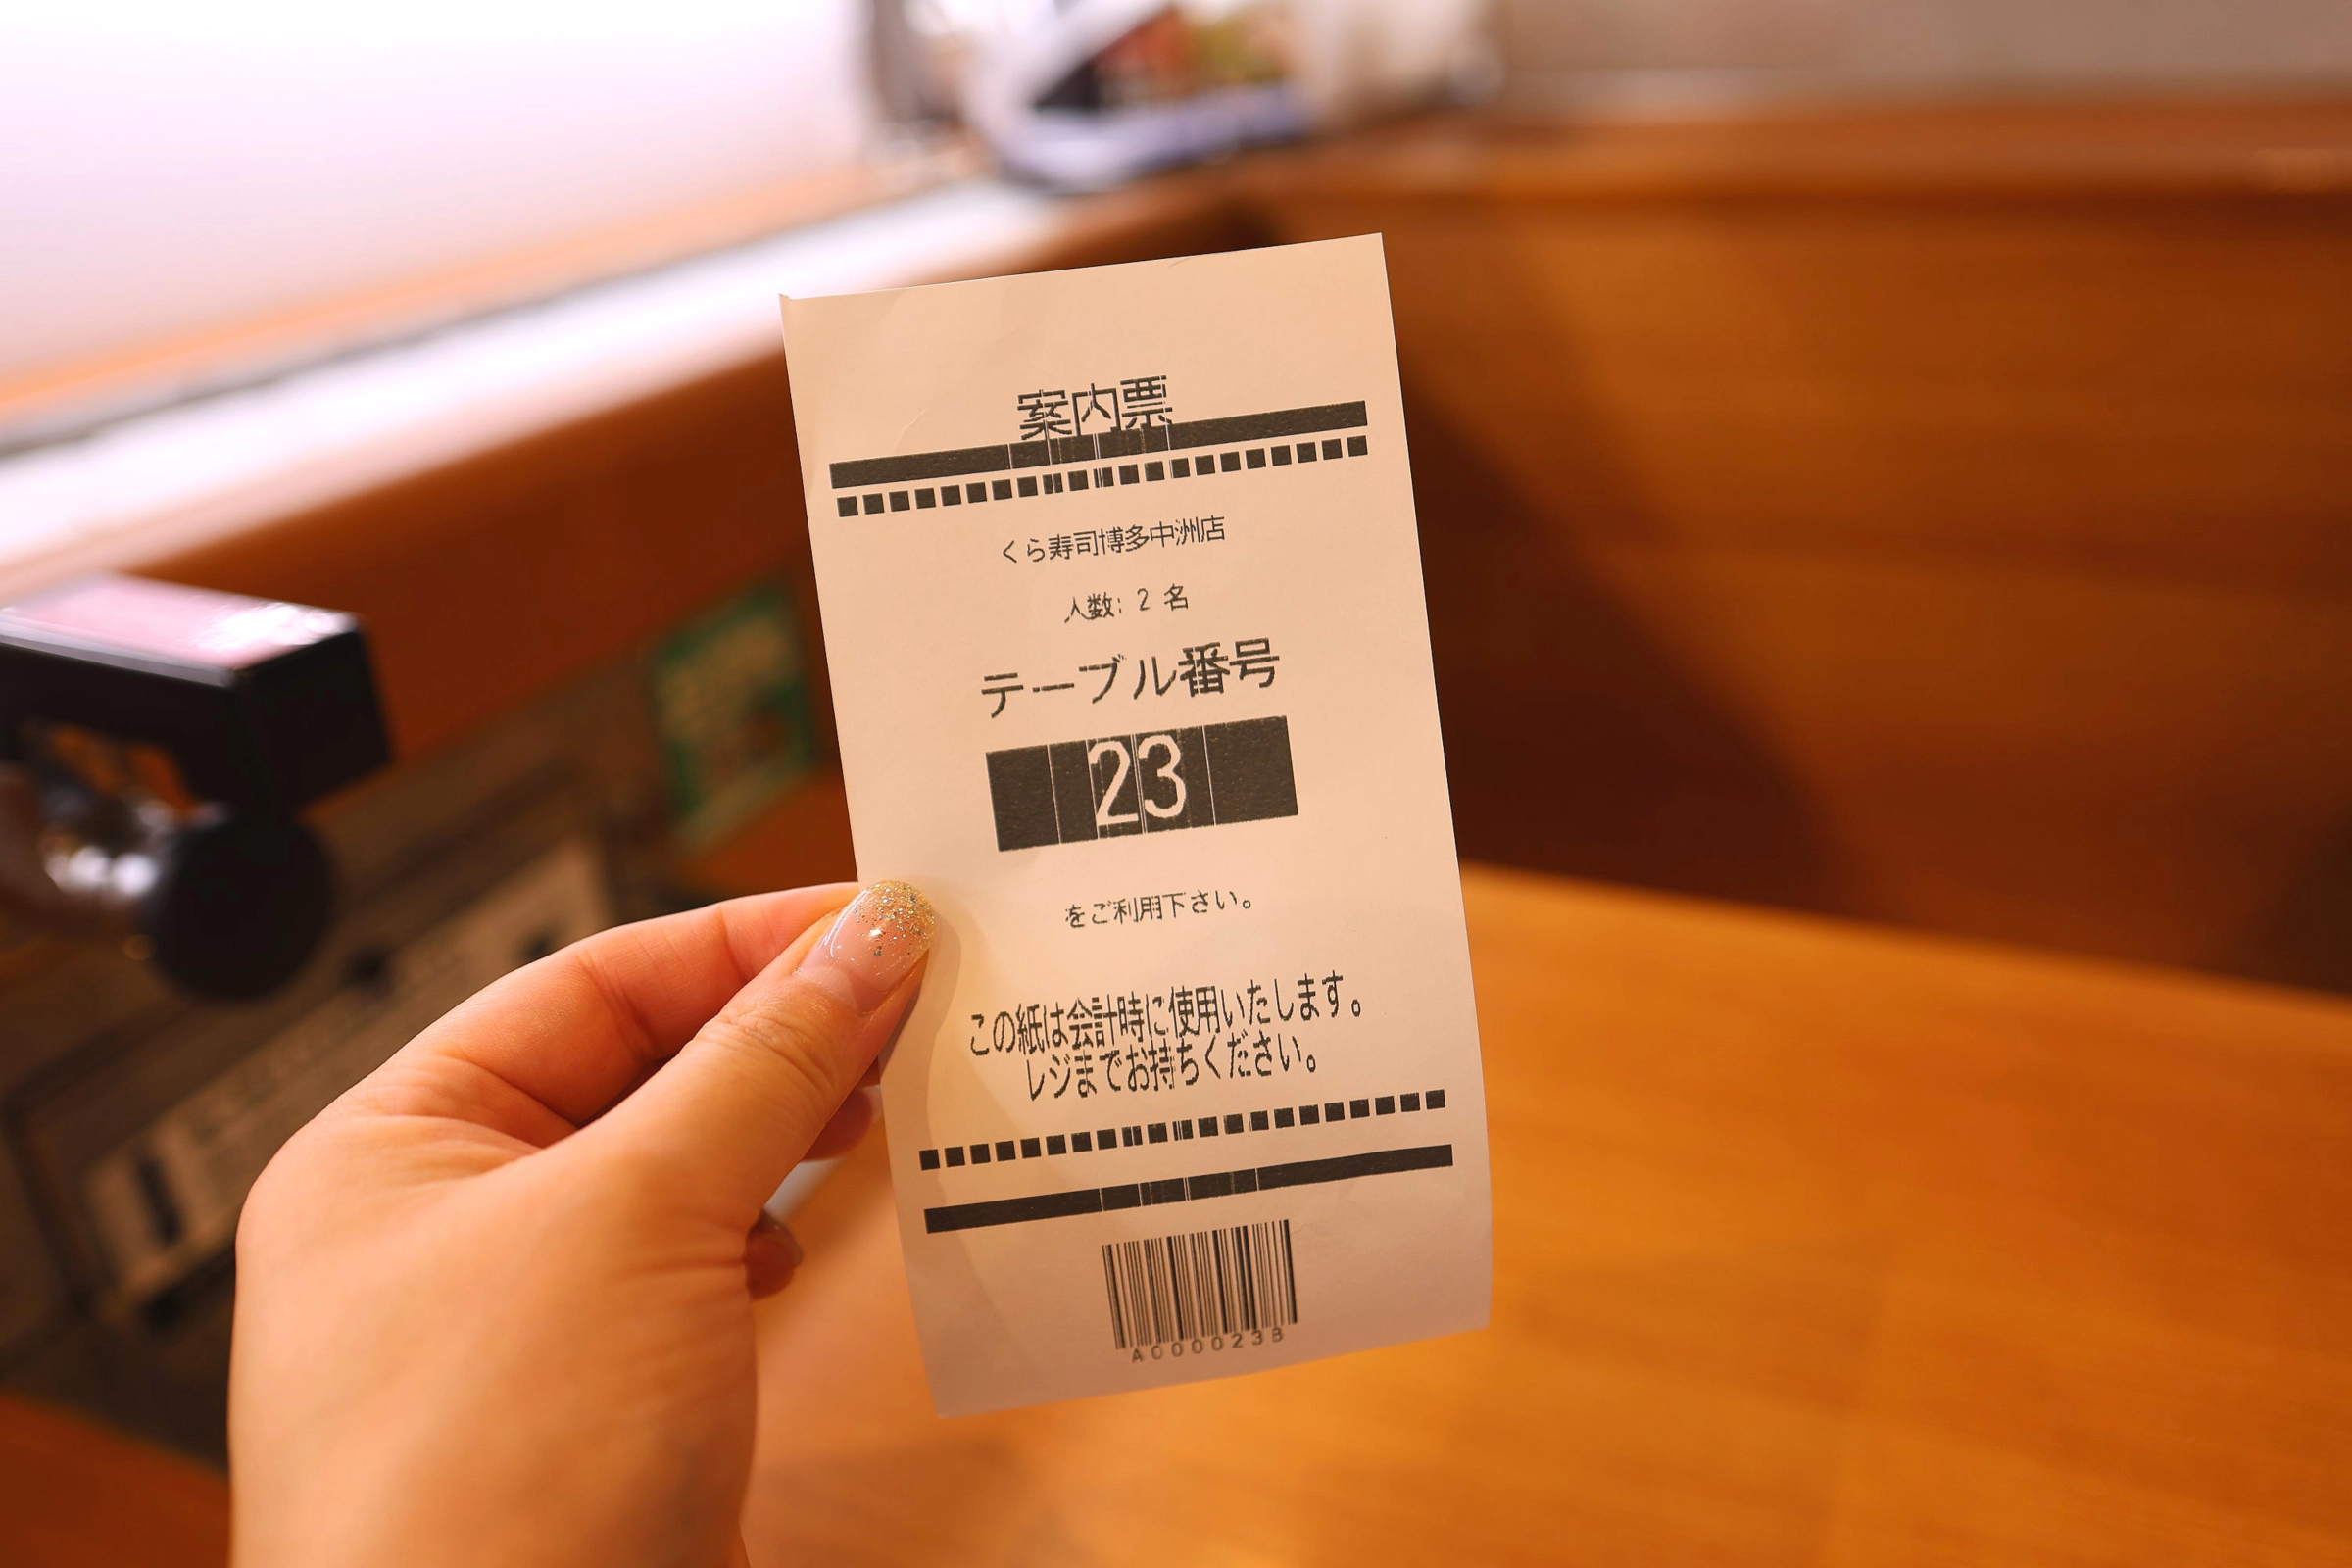 案内票
くら寿司博多中洲店
人数: 2 名
テーブル番号
23
をご利用下さい。
この紙は会計時に使用いたします。
レジまでお持ちください。
A000023B